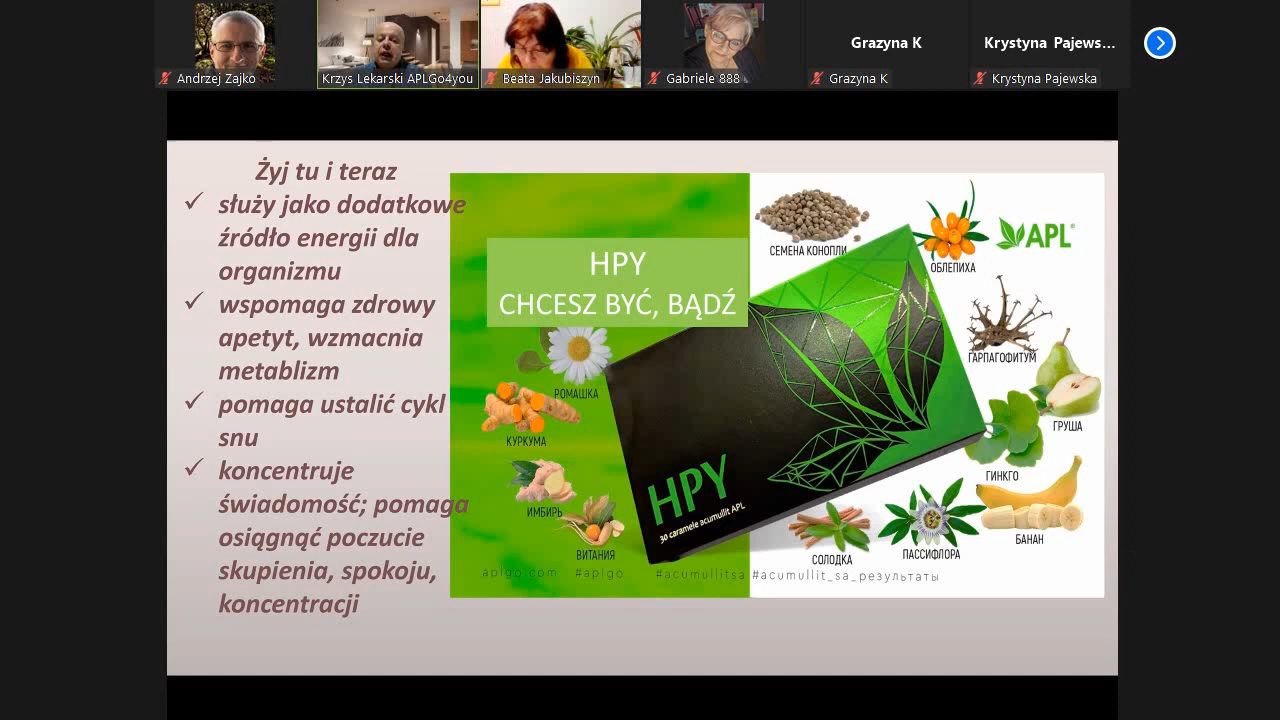 Grazyna K
Krystyna Pajews...
Andrzej Zajko
Krzys Lekarski APLGo4you
Beata Jakubiszyn
Gabriele 888
Grazyna K
Krystyna Pajewska
Żyj tu i teraz
służy jako dodatkowe
źródło energii dla
organizmu
wspomaga zdrowy
apetyt, wzmacnia
metablizm
pomaga ustalić cykl
snu
koncentruje
świadomość; pomaga
osiągnąć poczucie
skupienia, spokoju,
koncentracji
HPY
CHCESZ BYĆ, BĄDŹ
СЕМЕНА КОНОПЛИ
ОБЛЕПИХА
APL®
ГАРПАГОФИТУМ
ГРУША
ГИНКГО
БАНАН
ПАССИФЛОРА
СОЛОДКА
РОМАШКА
КУРКУМА
ИМБИРЬ
ВИТАНИЯ
HPY
30 caramele acumullit APL
aplgo.com #aplgo #acumullitsa #acumullit_sa_результаты